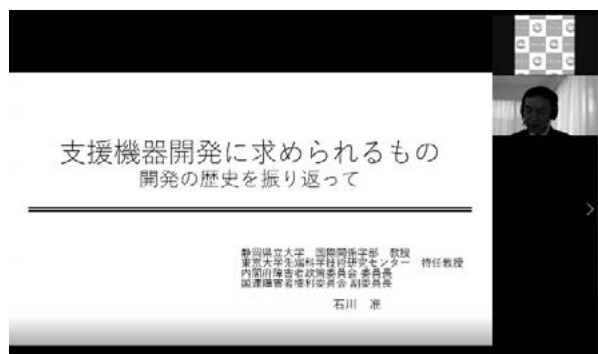 支援機器開発に求められるもの
開発の歴史を振り返って
静岡県立大学 国際関係学部 教授
東京大学先端科学技術研究センター 特任教授
内閣府障害者政策委員会 委員長
国連障害者権利委員会 副委員長
石川 准